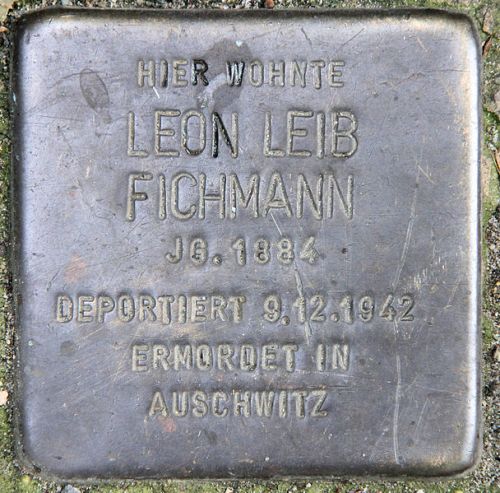 HIER WOHNTE
LEON LEIB
FICHMANN
JG. 1884
DEPORTIERT 9.12.1942
ERMORDET IN
AUSCHWITZ